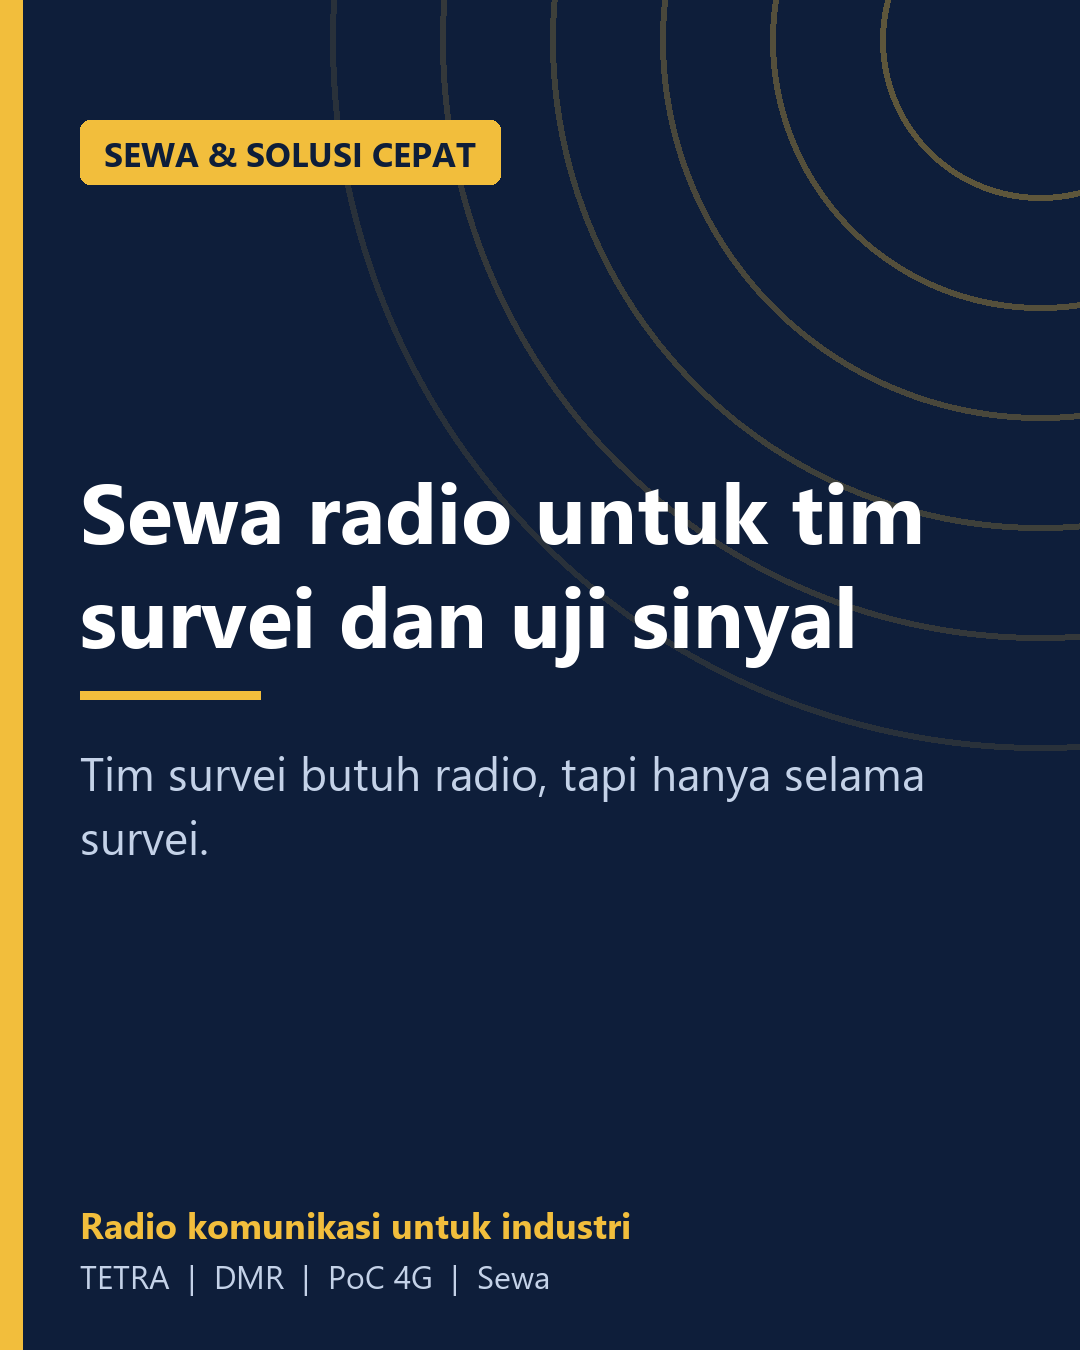 SEWA & SOLUSI CEPAT
Sewa radio untuk tim
survei dan uji sinyal
Tim survei butuh radio, tapi hanya selama
survei.
Radio komunikasi untuk industri
TETRA | DMR | PoC 4G | Sewa